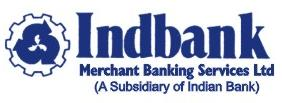 Indbank
Merchant Banking Services Ltd
(A Subsidiary of Indian Bank)